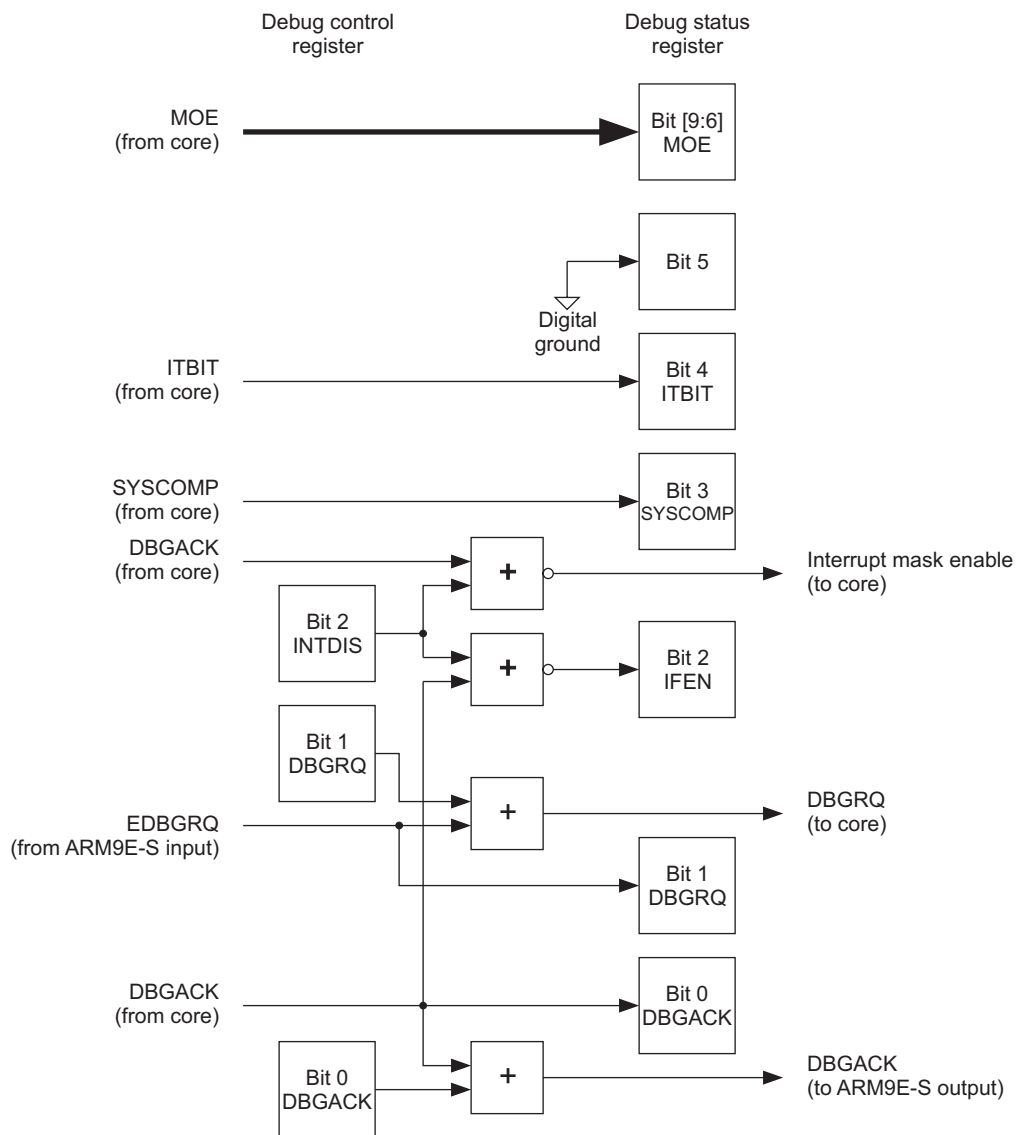 Debug control
register
Debug status
register
MOE
(from core)
Bit [9:6]
MOE
Bit 5
Digital
ground
ITBIT
(from core)
Bit 4
ITBIT
SYSCOMP
(from core)
Bit 3
SYSCOMP
DBGACK
(from core)
+
Interrupt mask enable
(to core)
Bit 2
INTDIS
+
Bit 2
IFEN
Bit 1
DBGRQ
+
DBGRQ
(to core)
EDBGRQ
(from ARM9E-S input)
Bit 1
DBGRQ
DBGACK
(from core)
Bit 0
DBGACK
Bit 0
DBGACK
+
DBGACK
(to ARM9E-S output)